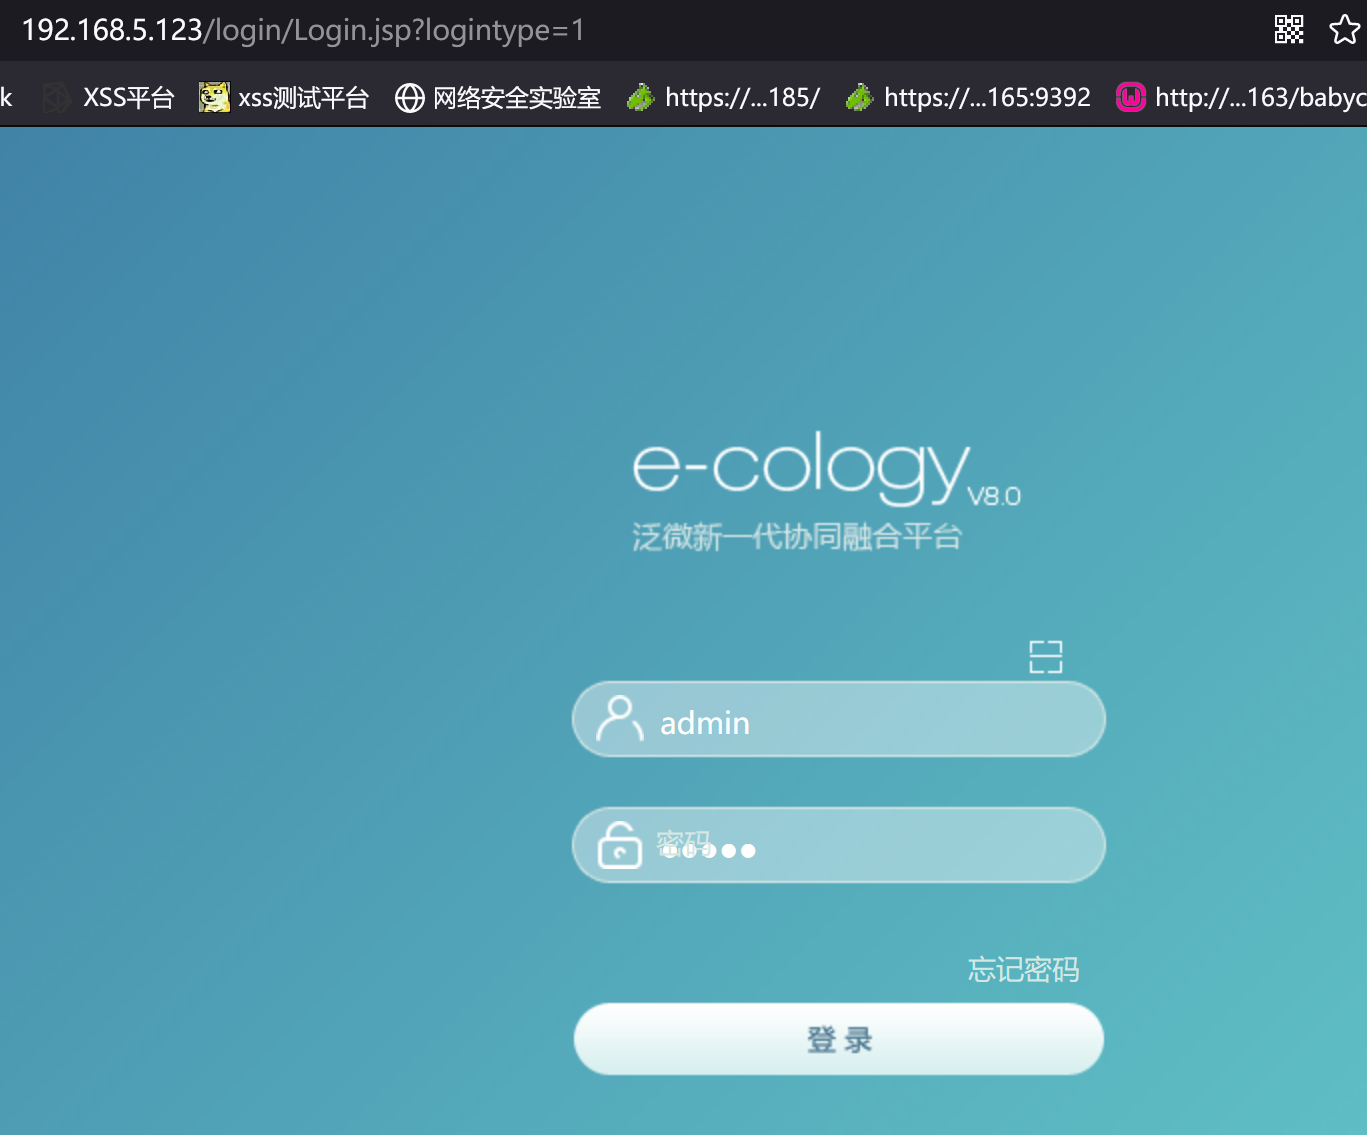 192.168.5.123/login/Login.jsp?logintype=1
k XSS平台 xss测试平台 网络安全实验室 https://...185/ https://...165:9392 http://...163/babyc
e-cology V8.0
泛微新一代协同融合平台
admin
密码
忘记密码
登录